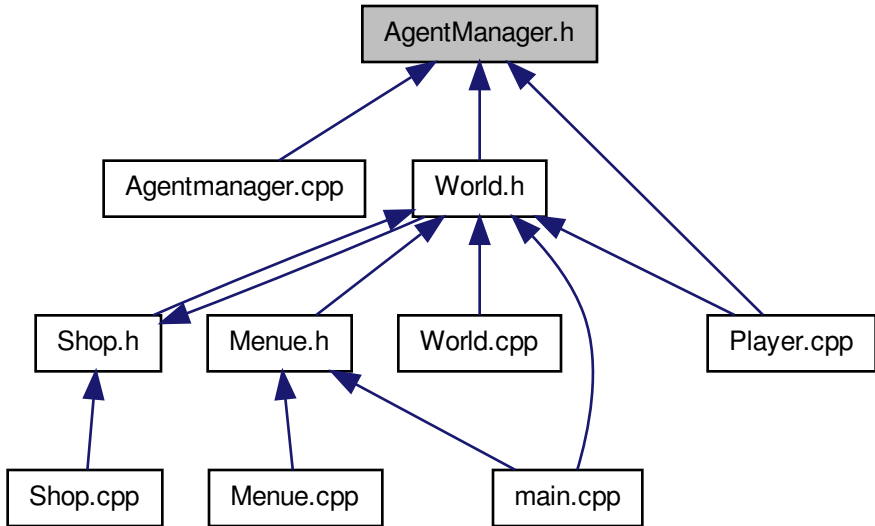 AgentManager.h
Agentmanager.cpp
World.h
Shop.h
Menue.h
World.cpp
Player.cpp
Shop.cpp
Menue.cpp
main.cpp